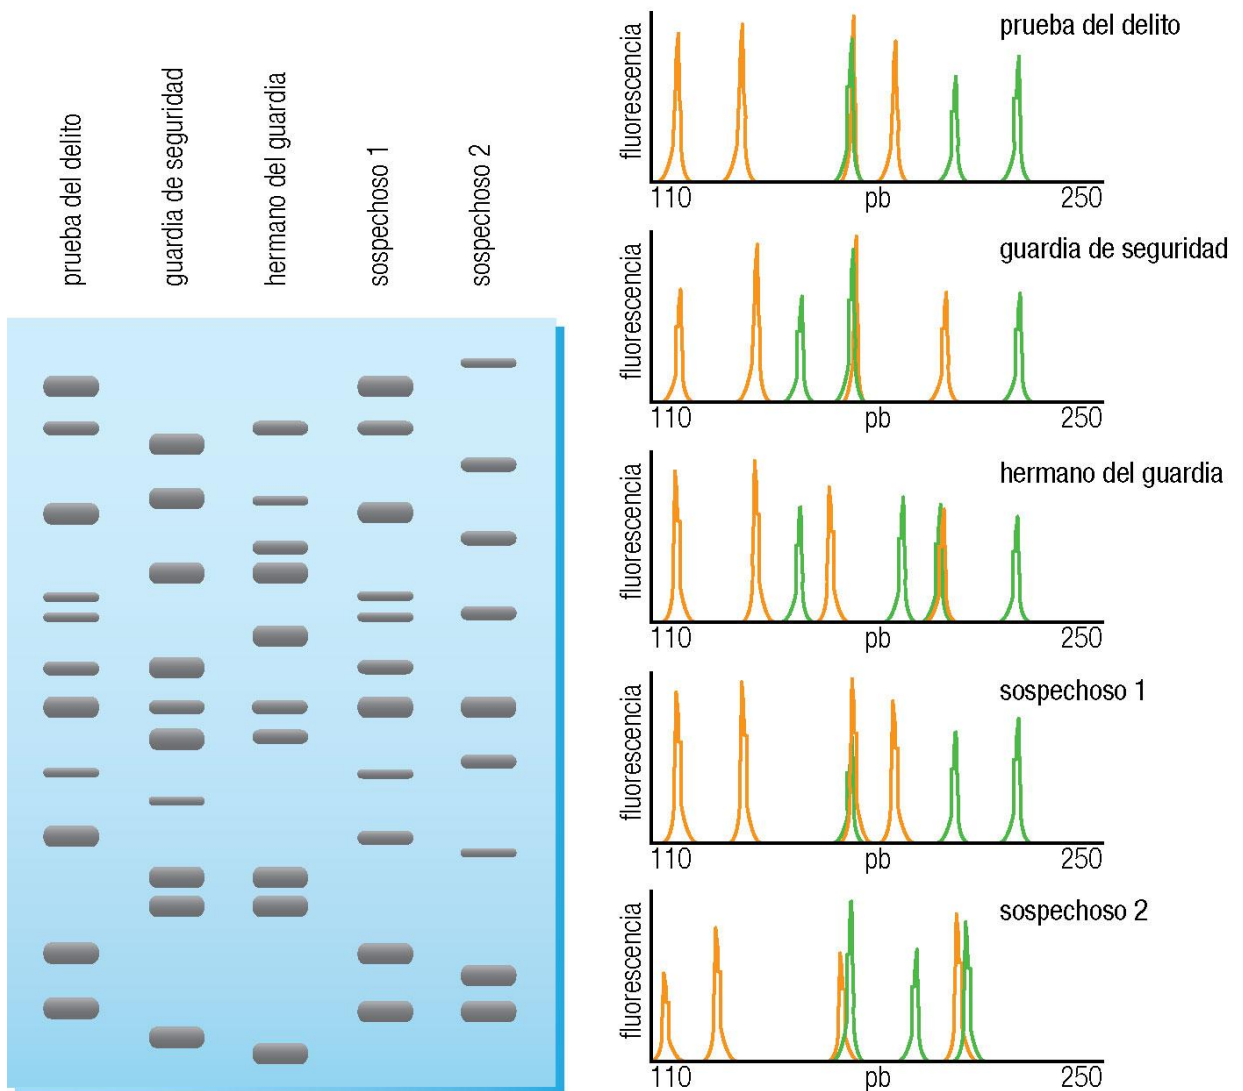 prueba del delito
guardia de seguridad
hermano del guardia
sospechoso 1
sospechoso 2
prueba del delito
fluorescencia
110
pb
250
guardia de seguridad
fluorescencia
110
pb
250
hermano del guardia
fluorescencia
110
pb
250
sospechoso 1
fluorescencia
110
pb
250
sospechoso 2
fluorescencia
110
pb
250